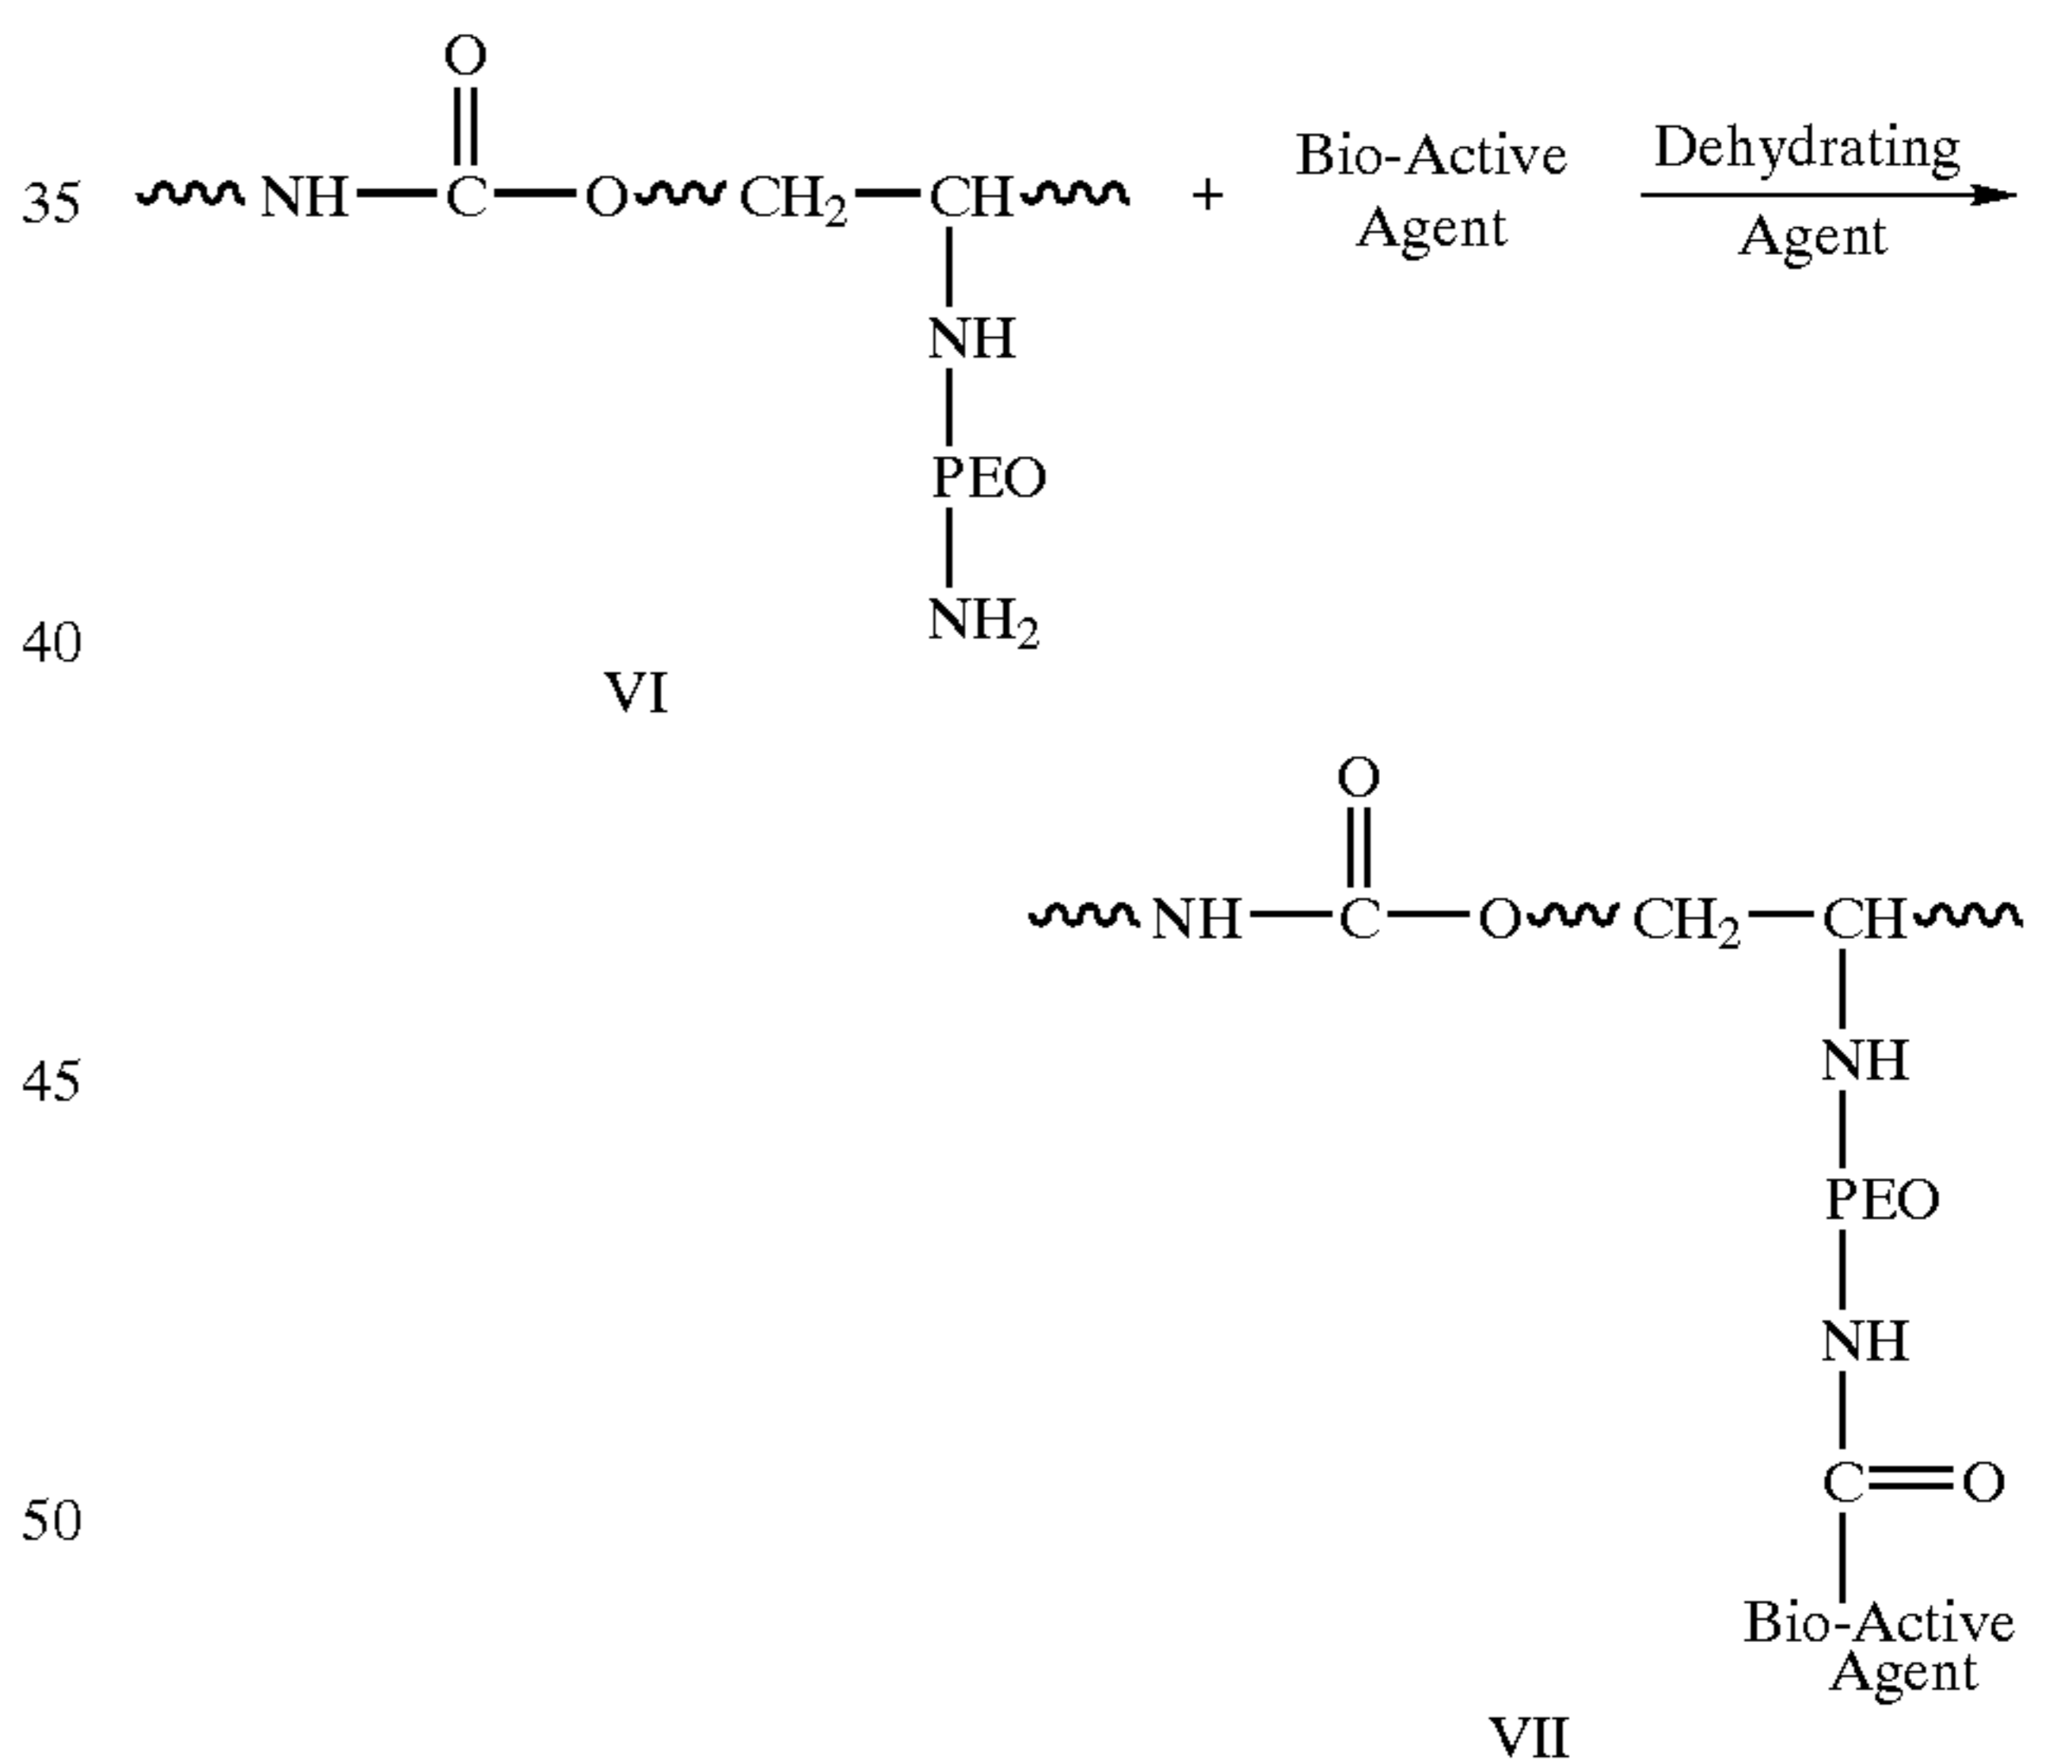 O
35 NH—C—O CH₂—CH + Bio-Active Agent Dehydrating Agent
NH
PEO
40 NH₂
VI
O
NH—C—O CH₂—CH
45 NH
PEO
NH
50 C=O
Bio-Active
Agent
VII